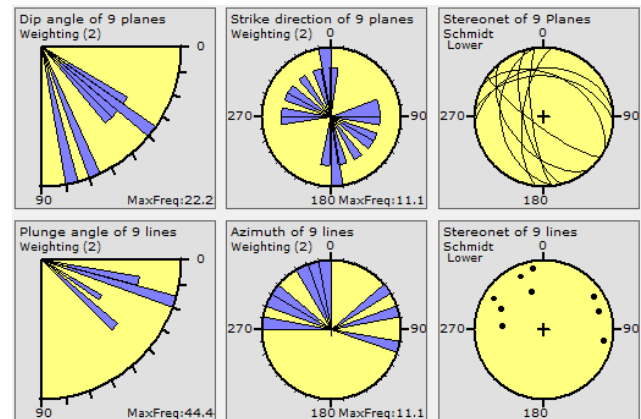 Dip angle of 9 planes
Weighting (2)
0
90
MaxFreq:22.2
Strike direction of 9 planes
Weighting (2)
0
270
90
180
MaxFreq:11.1
Stereonet of 9 Planes
Schmidt
Lower
0
270
90
180
Plunge angle of 9 lines
Weighting (2)
0
90
MaxFreq:44.4
Azimuth of 9 lines
Weighting (2)
0
270
90
180
MaxFreq:11.1
Stereonet of 9 lines
Schmidt
Lower
0
270
90
180